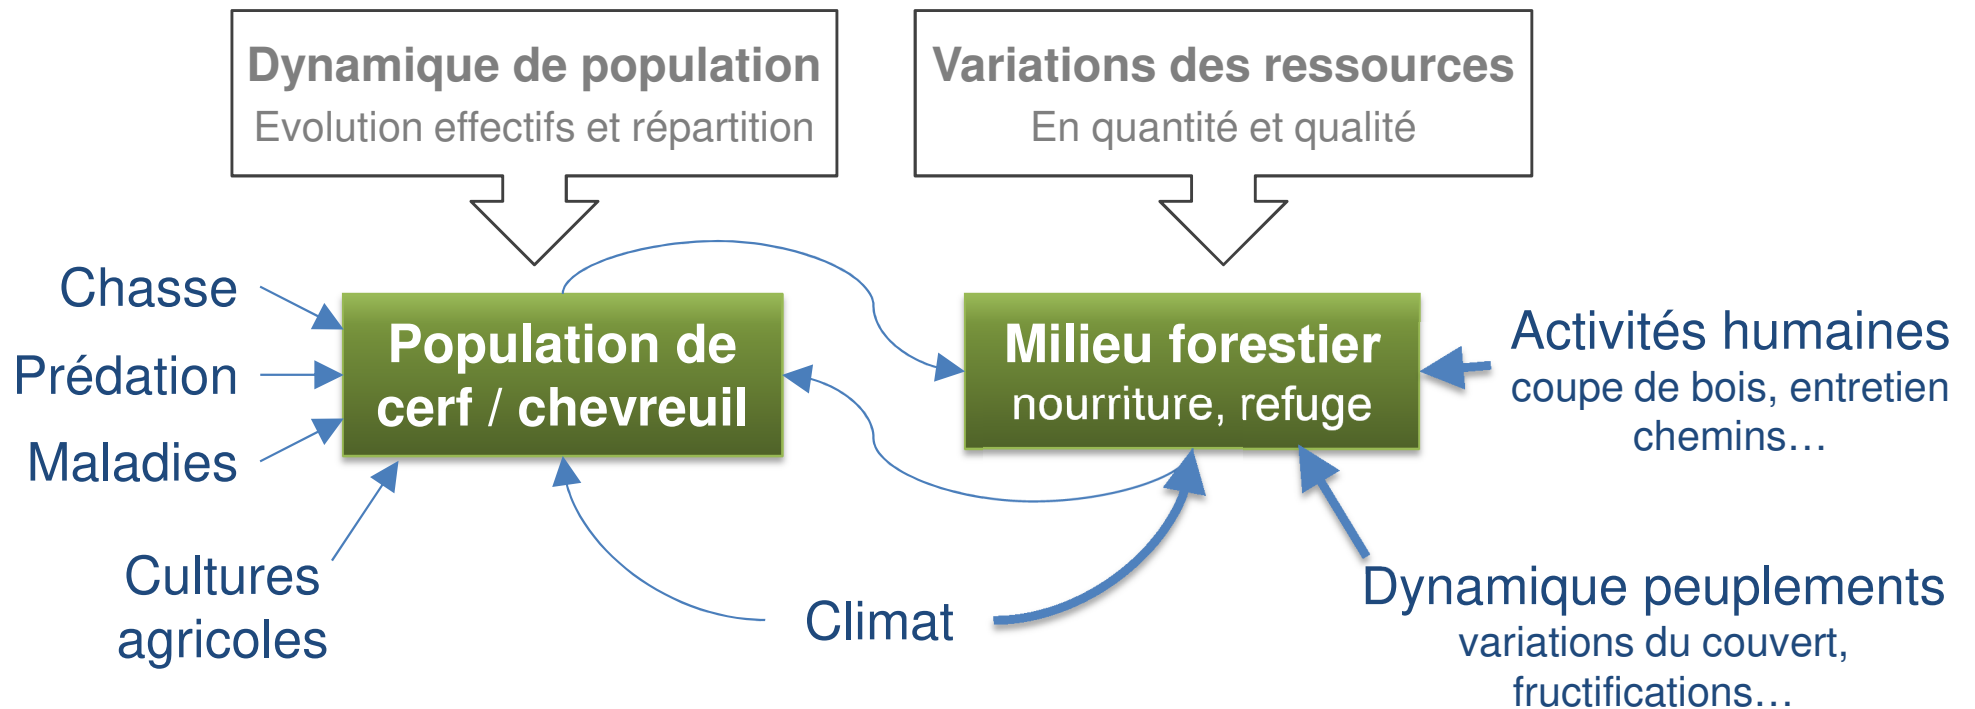 Dynamique de population
Evolution effectifs et répartition
Variations des ressources
En quantité et qualité
Chasse
Prédation
Maladies
Cultures
agricoles
Population de
cerf / chevreuil
Climat
Milieu forestier
nourriture, refuge
Activités humaines
coupe de bois, entretien
chemins…
Dynamique peuplements
variations du couvert,
fructifications…